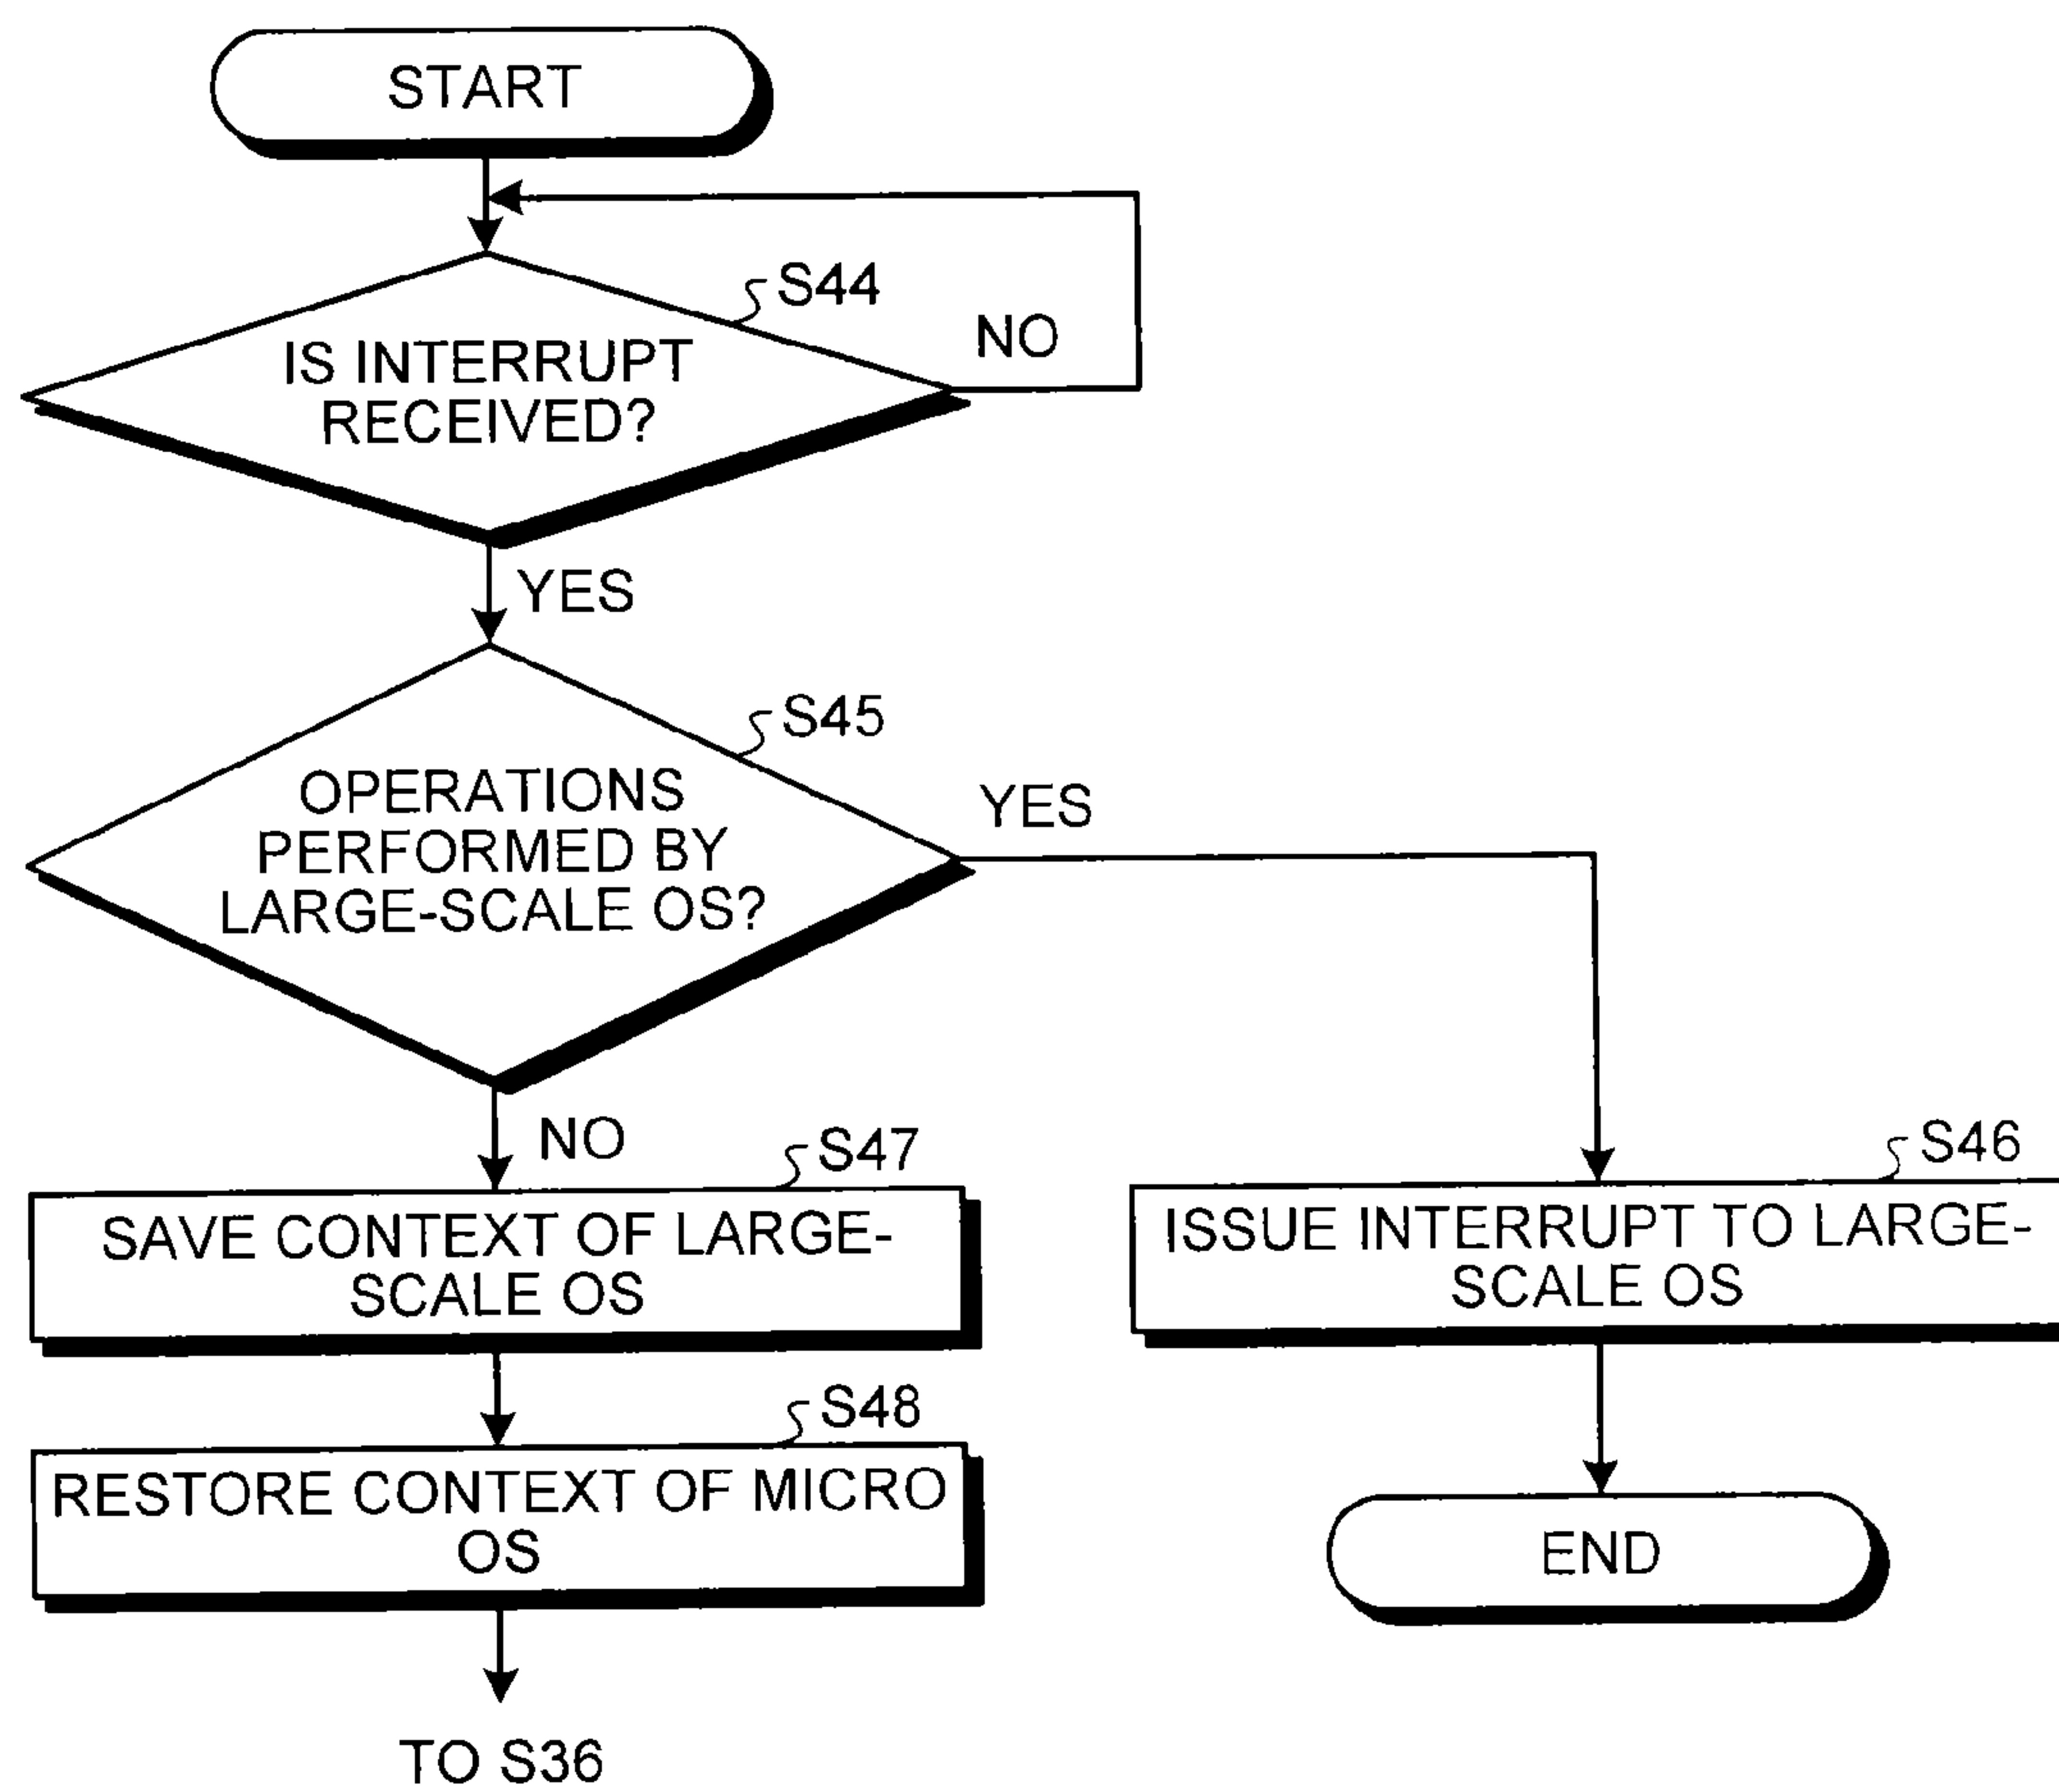 START
S44
NO
IS INTERRUPT
RECEIVED?
YES
S45
OPERATIONS
PERFORMED BY
LARGE-SCALE OS?
YES
NO
S47
SAVE CONTEXT OF LARGE-
SCALE OS
S46
ISSUE INTERRUPT TO LARGE-
SCALE OS
S48
RESTORE CONTEXT OF MICRO
OS
END
TO S36